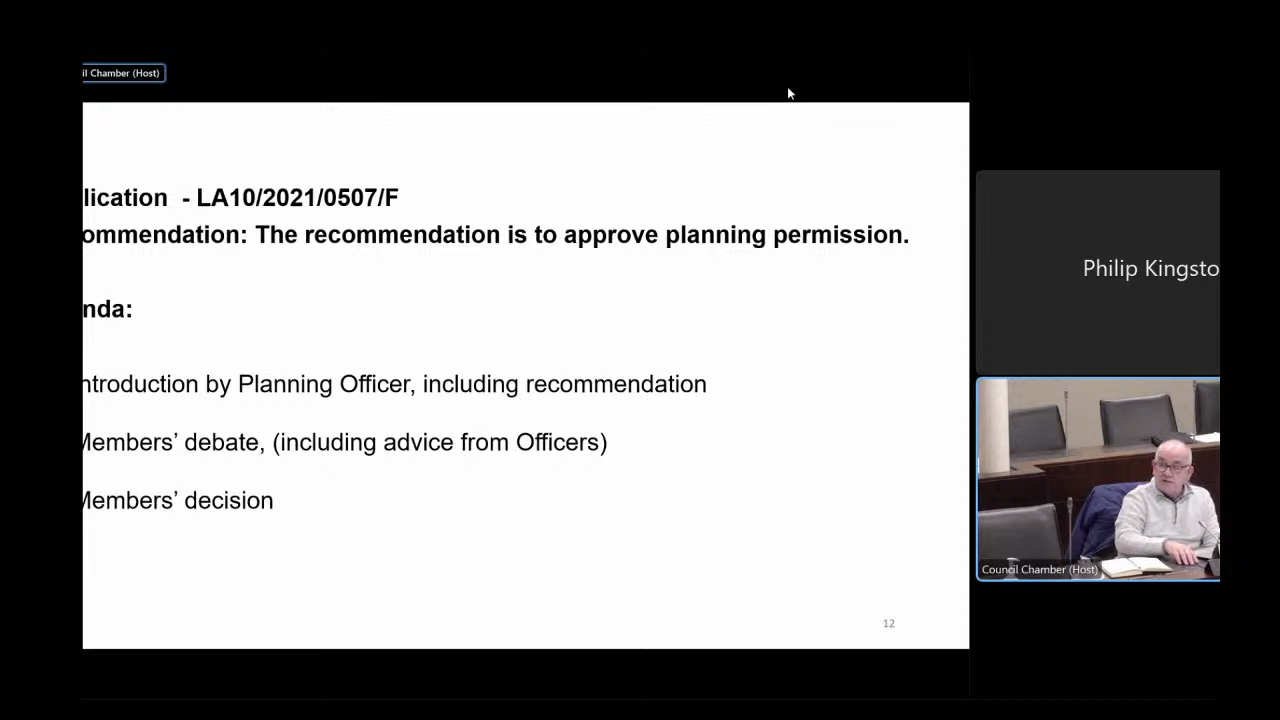 il Chamber (Host)
lication - LA10/2021/0507/F
ommendation: The recommendation is to approve planning permission.
nda:
ntroduction by Planning Officer, including recommendation
Members’ debate, (including advice from Officers)
Members’ decision
12
Philip Kingsto
Council Chamber (Host)